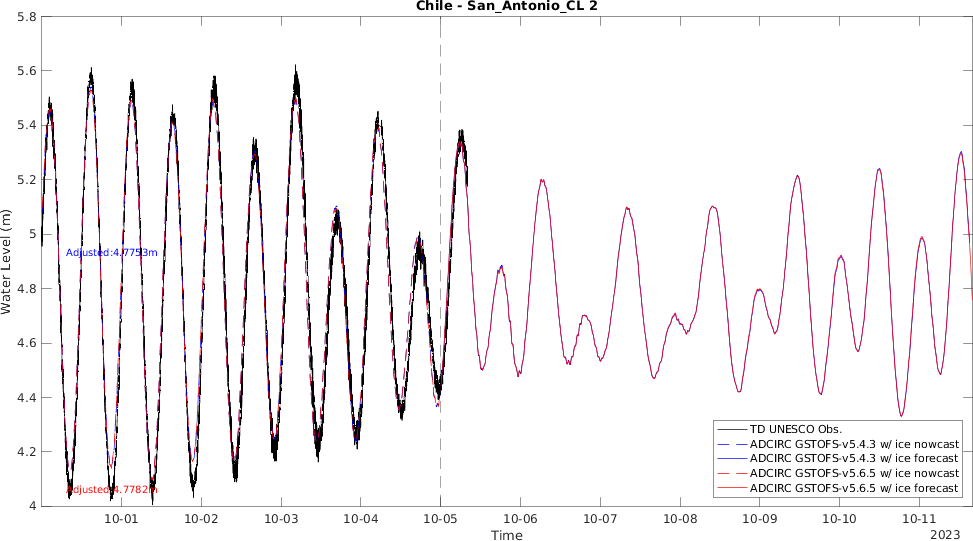 Chile - San_Antonio_CL 2
5.8
5.6
5.4
5.2
5
4.8
4.6
4.4
4.2
4
Water Level (m)
Adjusted:4.7753m
Adjusted:4.7782m
TD UNESCO Obs.
ADCIRC GSTOFS-v5.4.3 w/ ice nowcast
ADCIRC GSTOFS-v5.4.3 w/ ice forecast
ADCIRC GSTOFS-v5.6.5 w/ ice nowcast
ADCIRC GSTOFS-v5.6.5 w/ ice forecast
10-01 10-02 10-03 10-04 10-05 10-06 10-07 10-08 10-09 10-10 10-11
Time
2023